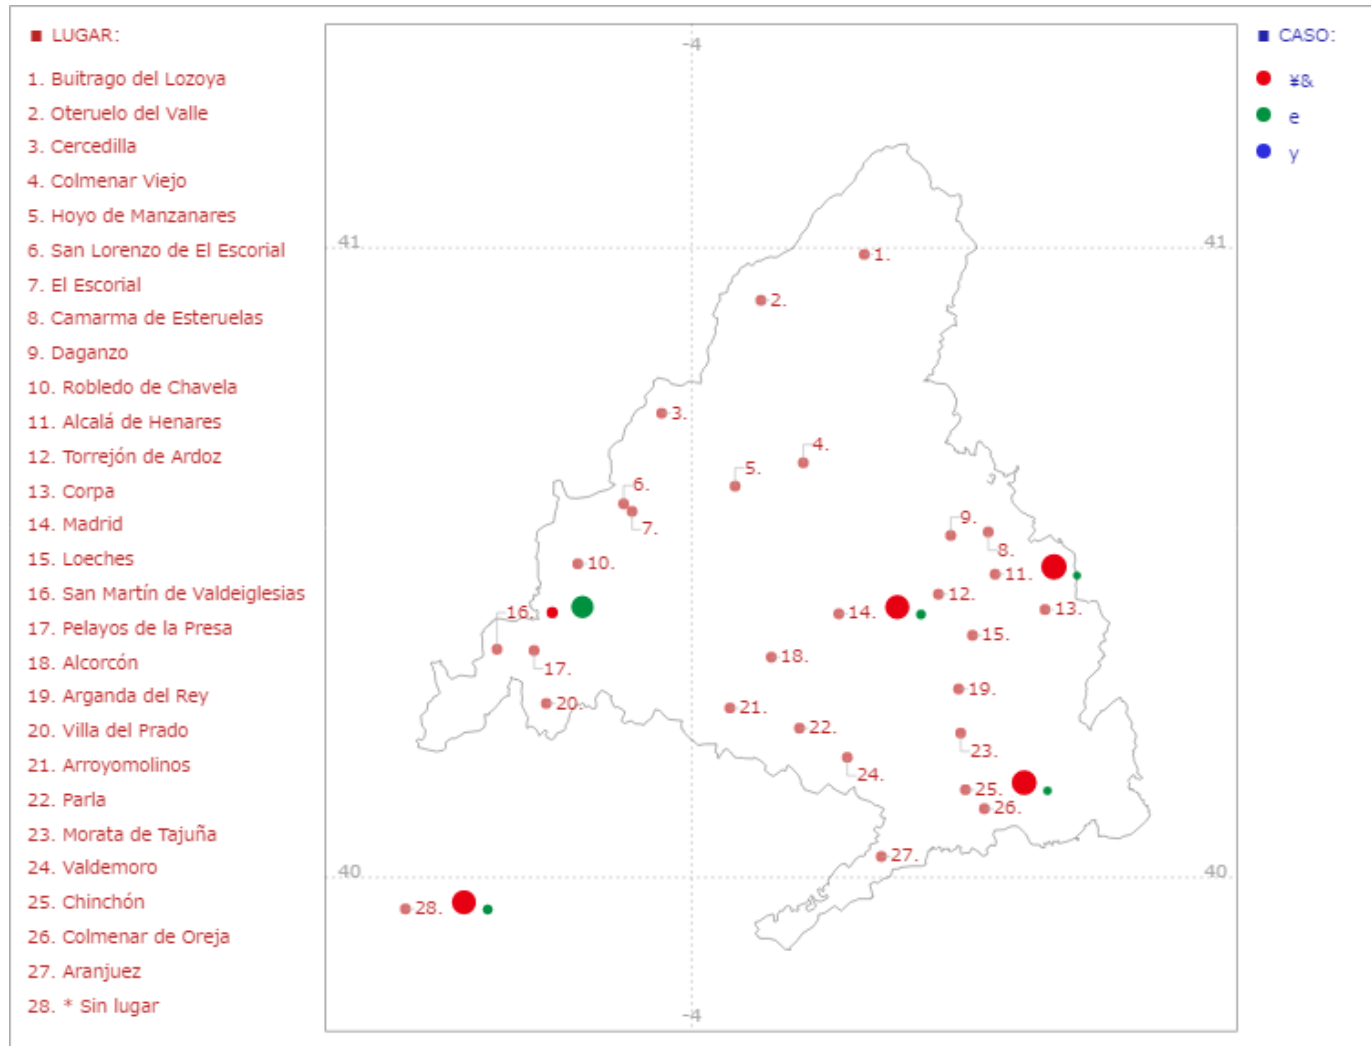 LUGAR:
1. Buitrago del Lozoya
2. Oteruelo del Valle
3. Cercedilla
4. Colmenar Viejo
5. Hoyo de Manzanares
6. San Lorenzo de El Escorial
7. El Escorial
8. Camarma de Esteruelas
9. Daganzo
10. Robledo de Chavela
11. Alcalá de Henares
12. Torrejón de Ardoz
13. Corpa
14. Madrid
15. Loeches
16. San Martín de Valdeiglesias
17. Pelayos de la Presa
18. Alcorcón
19. Arganda del Rey
20. Villa del Prado
21. Arroyomolinos
22. Parla
23. Morata de Tajuña
24. Valdemoro
25. Chinchón
26. Colmenar de Oreja
27. Aranjuez
28. * Sin lugar
-4
41
41
1.
2.
3.
4.
5.
6.
7.
9.
8.
10.
11.
12.
13.
14.
16.
15.
17.
18.
19.
20.
21.
22.
23.
24.
25.
26.
27.
40
40
28.
-4
CASO:
¥&
e
y